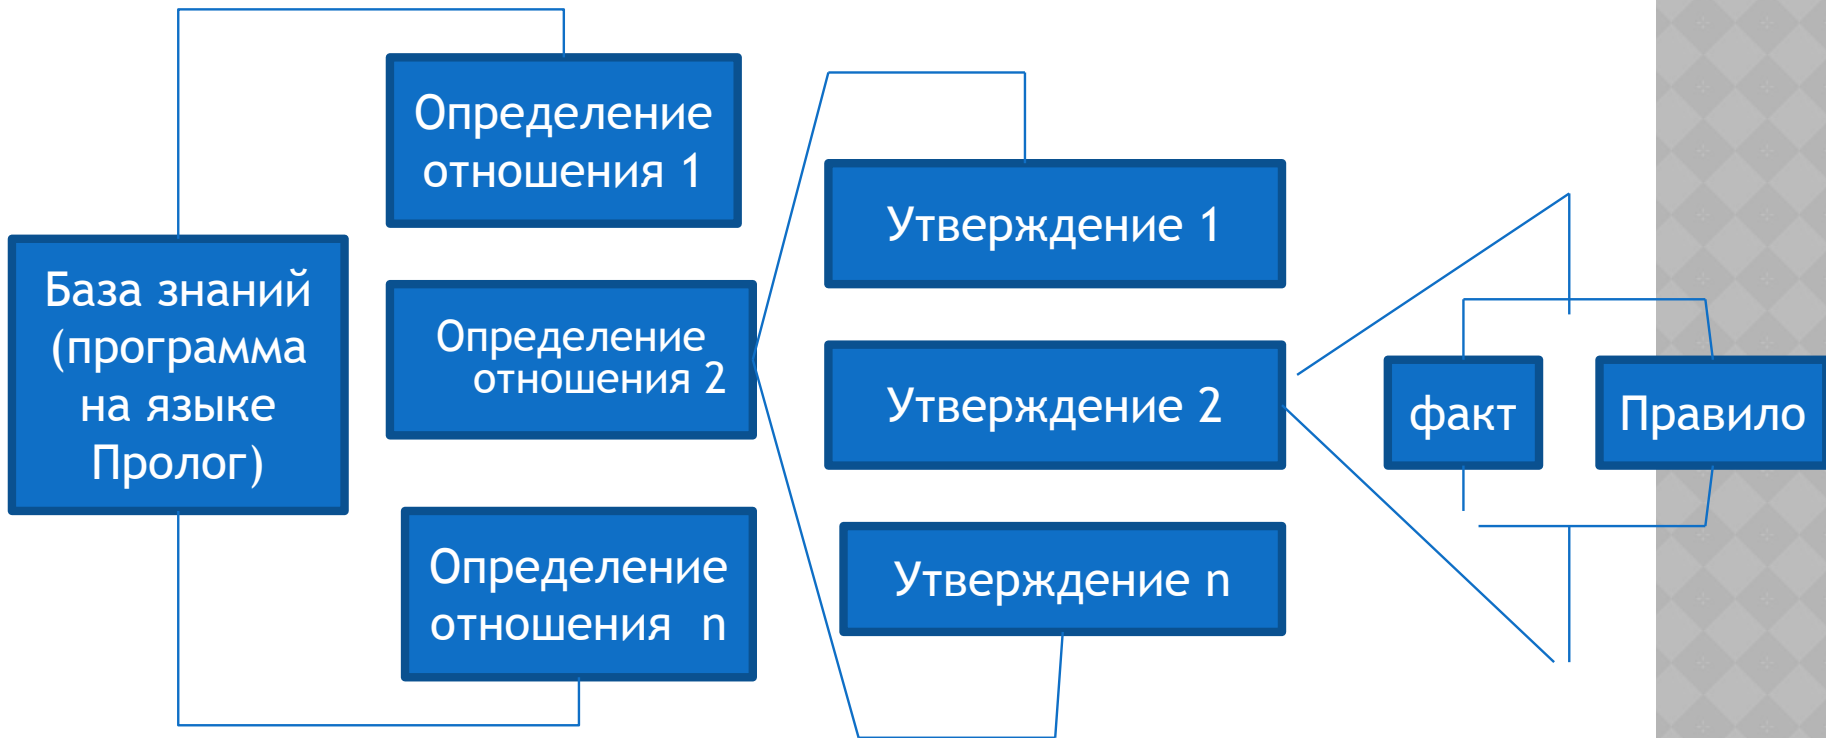 База знаний
(программа
на языке
Пролог)
Определение
отношения 1
Определение
отношения 2
Определение
отношения n
Утверждение 1
Утверждение 2
Утверждение n
факт
Правило